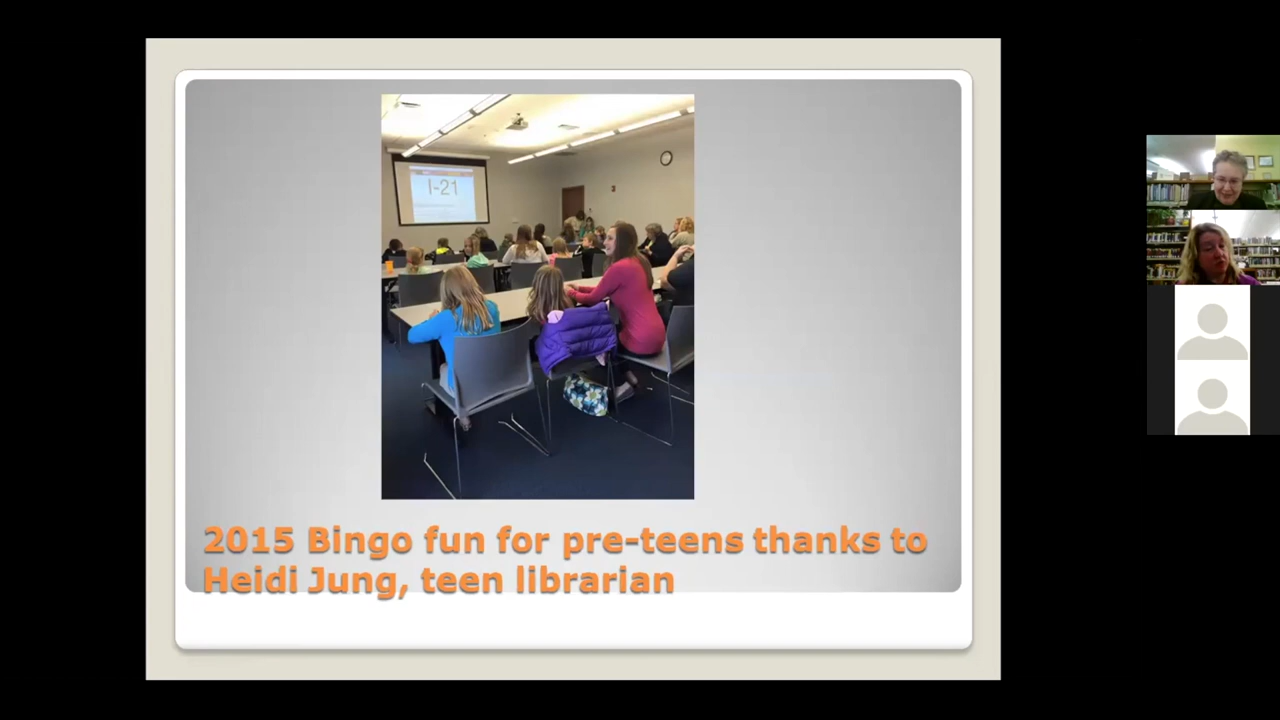 I-21
2015 Bingo fun for pre-teens thanks to
Heidi Jung, teen librarian